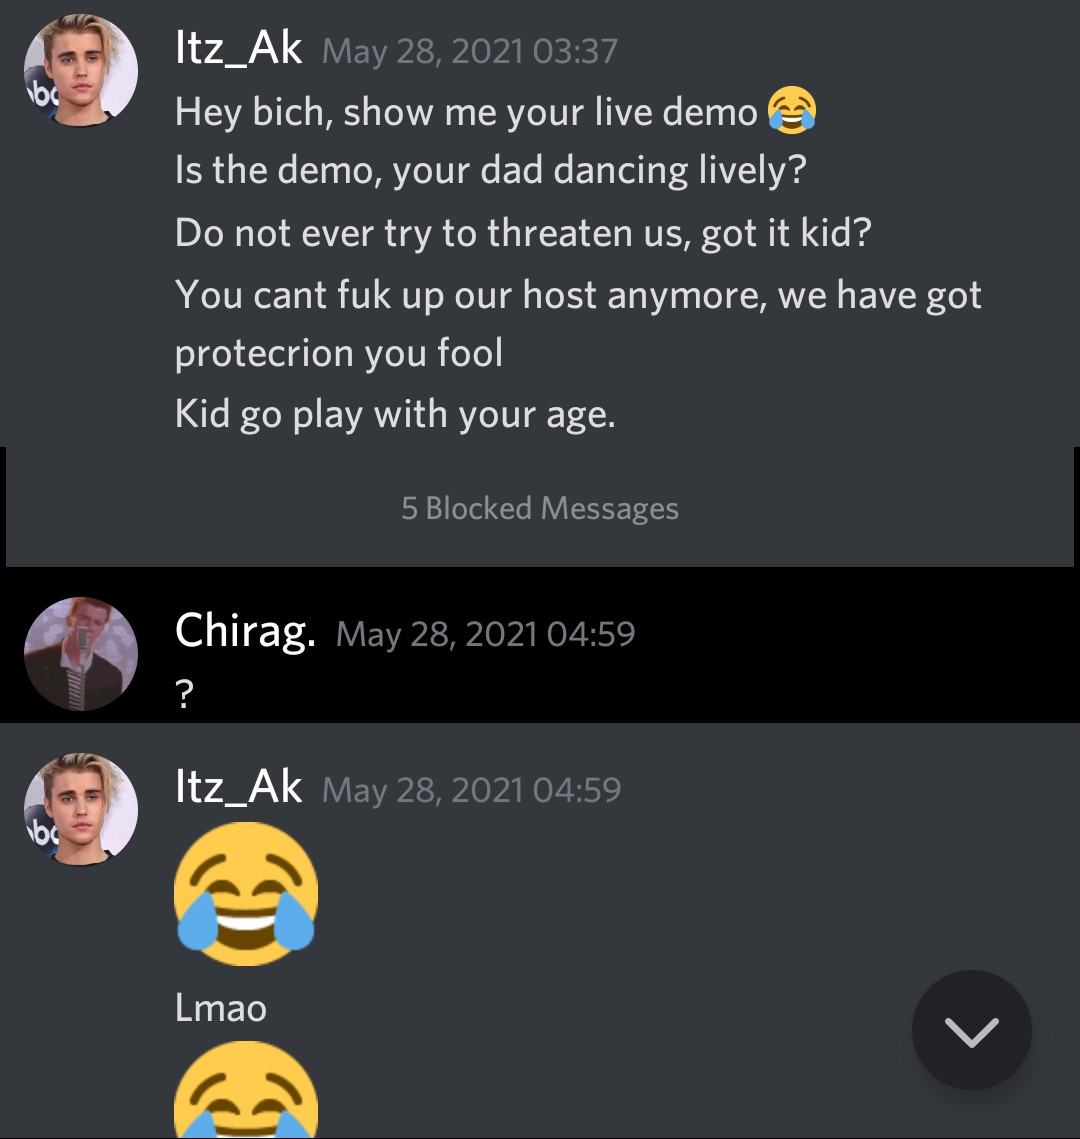 Itz_Ak May 28, 2021 03:37
Hey bich, show me your live demo 😂
Is the demo, your dad dancing lively?
Do not ever try to threaten us, got it kid?
You cant fuk up our host anymore, we have got
protecrion you fool
Kid go play with your age.
5 Blocked Messages
Chirag. May 28, 2021 04:59
?
Itz_Ak May 28, 2021 04:59
😂
Lmao
😂